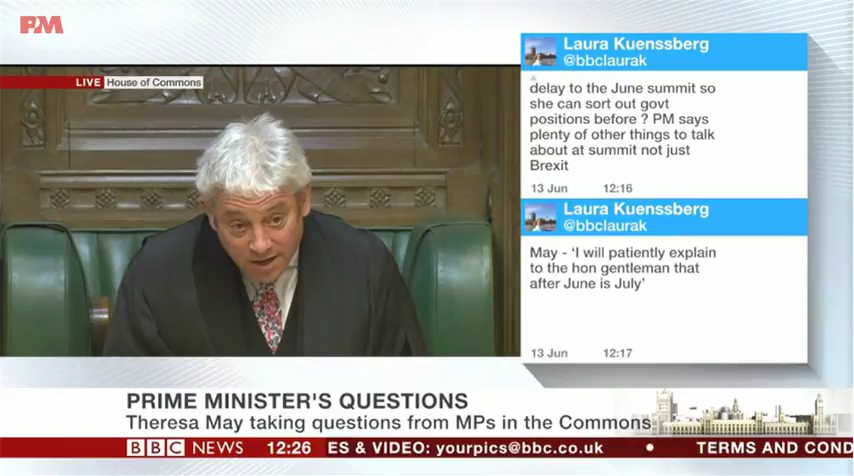 PM
LIVE House of Commons
Laura Kuenssberg
@bbclaurak
delay to the June summit so
she can sort out govt
positions before ? PM says
plenty of other things to talk
about at summit not just
Brexit
13 Jun 12:16
Laura Kuenssberg
@bbclaurak
May - 'I will patiently explain
to the hon gentleman that
after June is July'
13 Jun 12:17
PRIME MINISTER'S QUESTIONS
Theresa May taking questions from MPs in the Commons
BBC NEWS 12:26 ES & VIDEO: yourpics@bbc.co.uk • TERMS AND COND